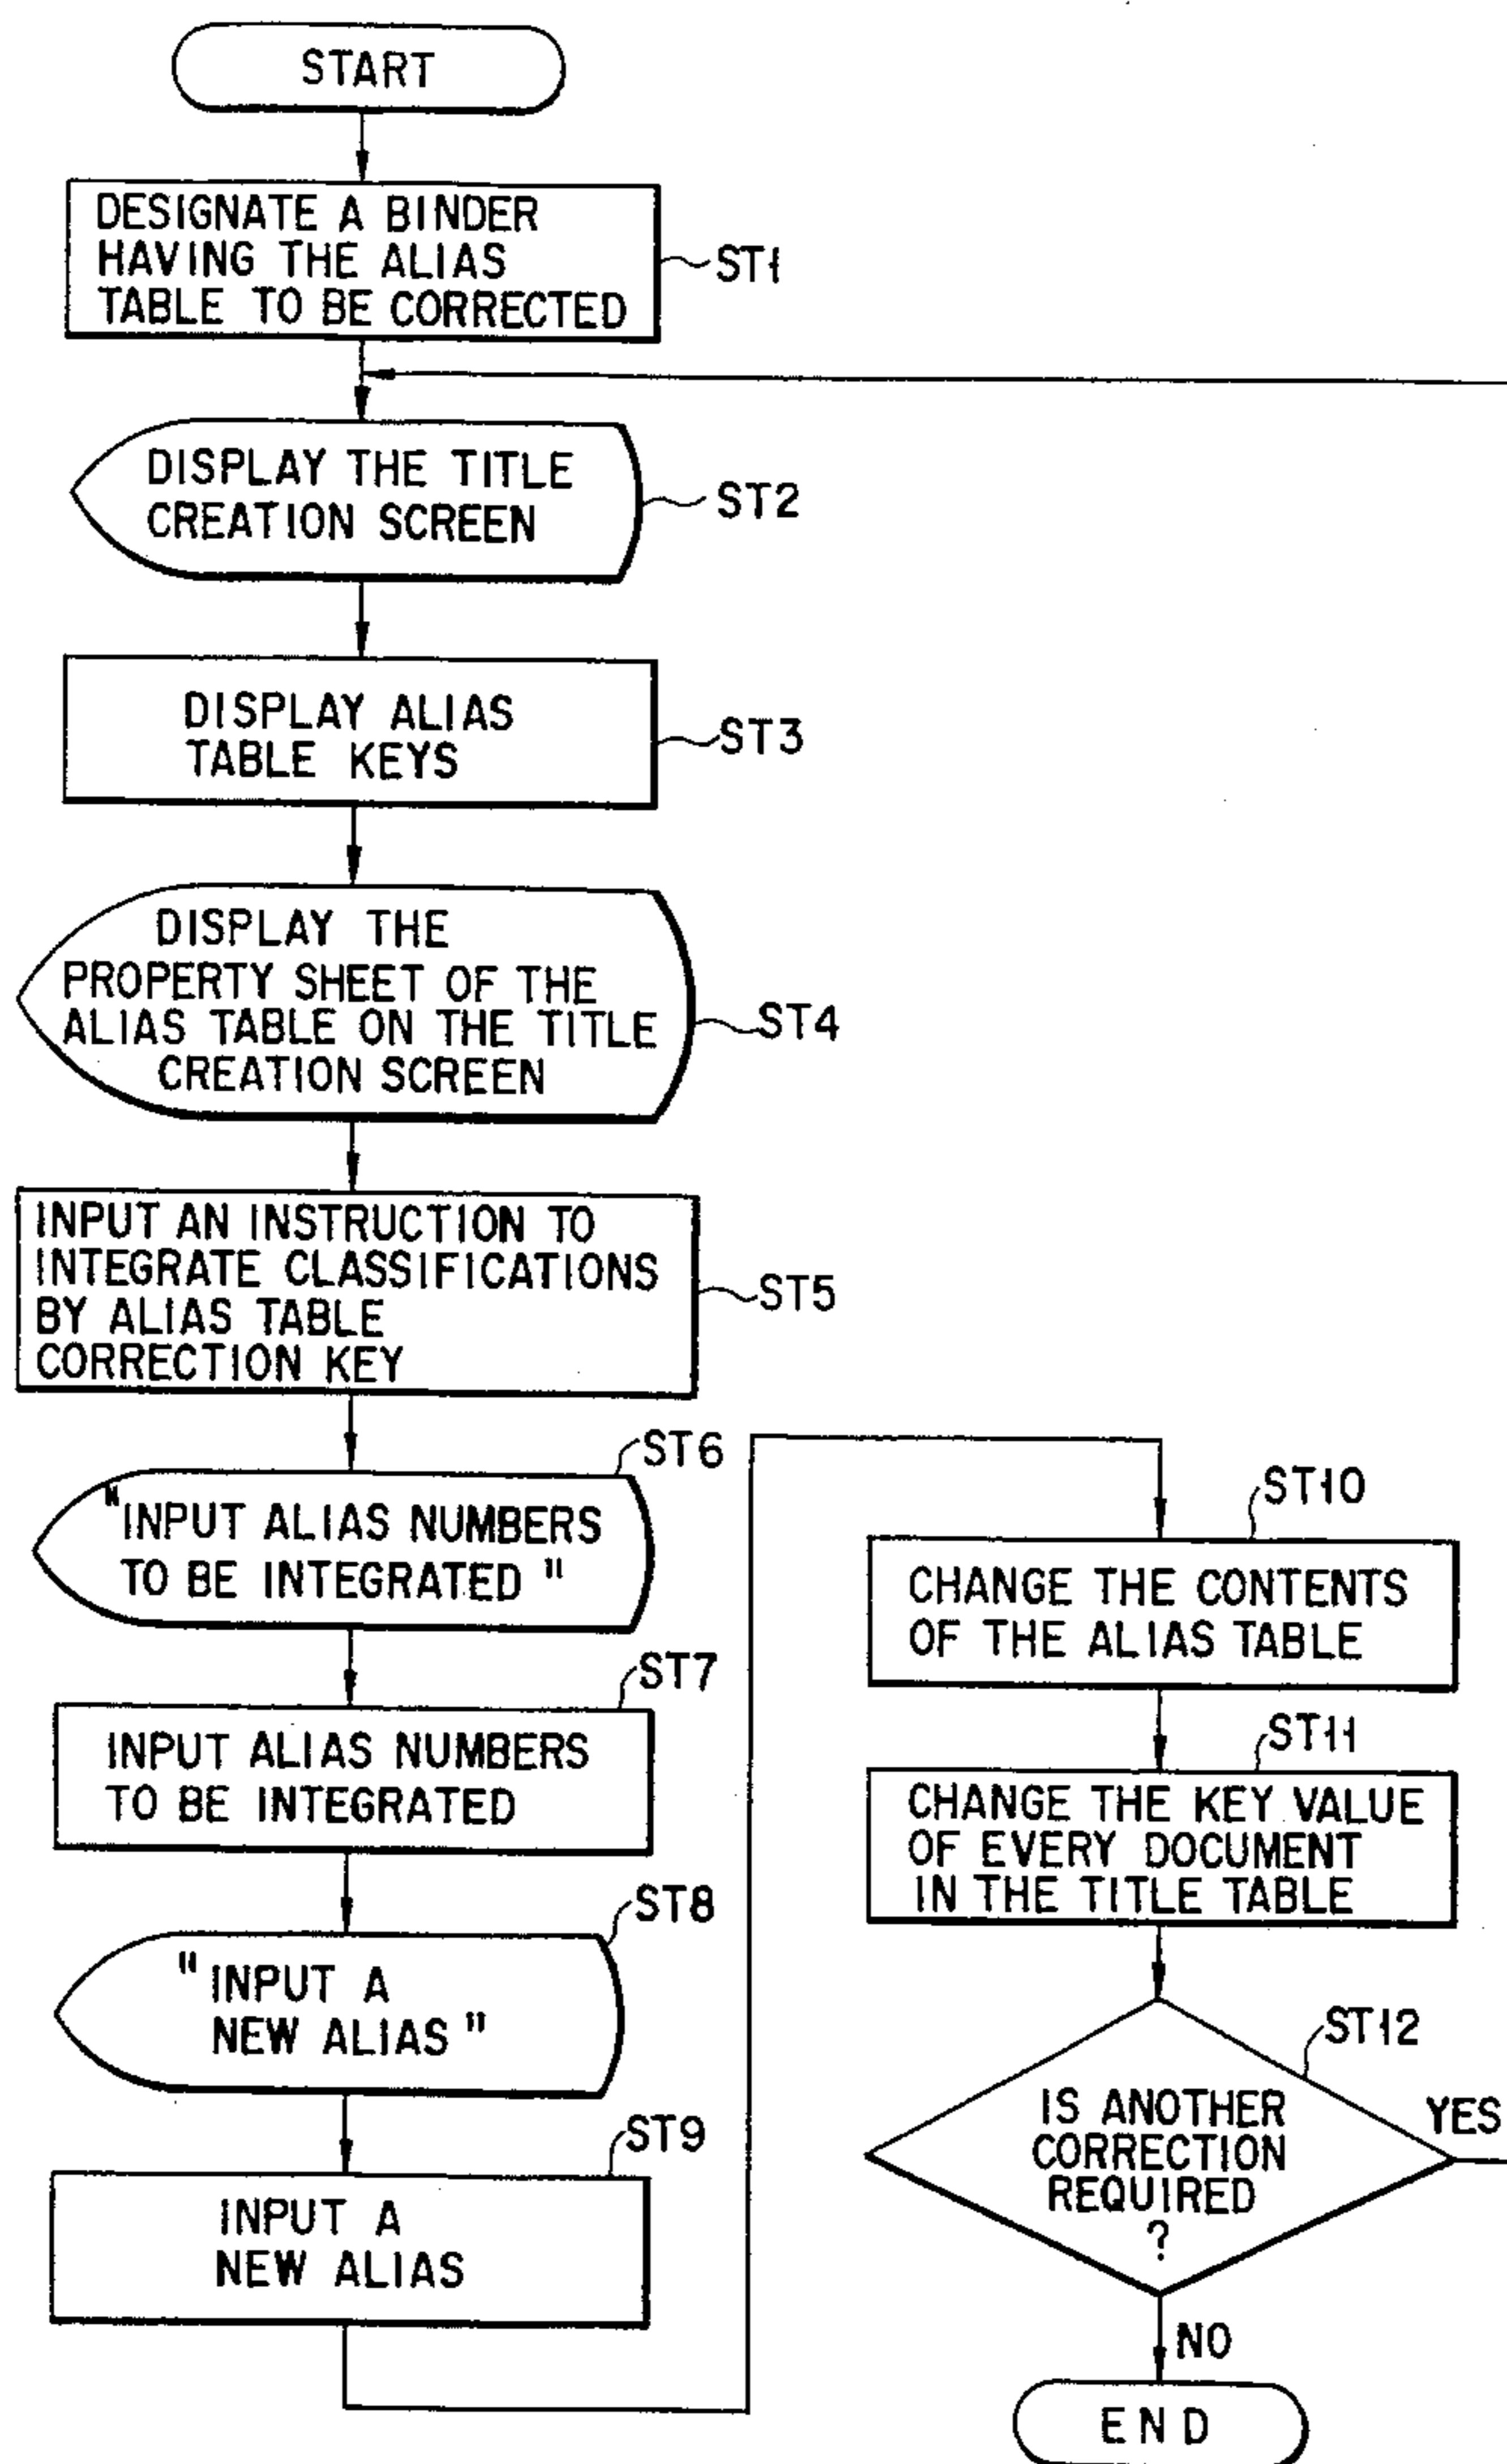 START
DESIGNATE A BINDER
HAVING THE ALIAS
TABLE TO BE CORRECTED
ST1
DISPLAY THE TITLE
CREATION SCREEN
ST2
DISPLAY ALIAS
TABLE KEYS
ST3
DISPLAY THE
PROPERTY SHEET OF THE
ALIAS TABLE ON THE TITLE
CREATION SCREEN
ST4
INPUT AN INSTRUCTION TO
INTEGRATE CLASSIFICATIONS
BY ALIAS TABLE
CORRECTION KEY
ST5
ST6
"INPUT ALIAS NUMBERS
TO BE INTEGRATED"
ST7
INPUT ALIAS NUMBERS
TO BE INTEGRATED
ST8
"INPUT A
NEW ALIAS"
ST9
INPUT A
NEW ALIAS
ST10
CHANGE THE CONTENTS
OF THE ALIAS TABLE
ST11
CHANGE THE KEY VALUE
OF EVERY DOCUMENT
IN THE TITLE TABLE
ST12
IS ANOTHER
CORRECTION
REQUIRED
?
YES
NO
END